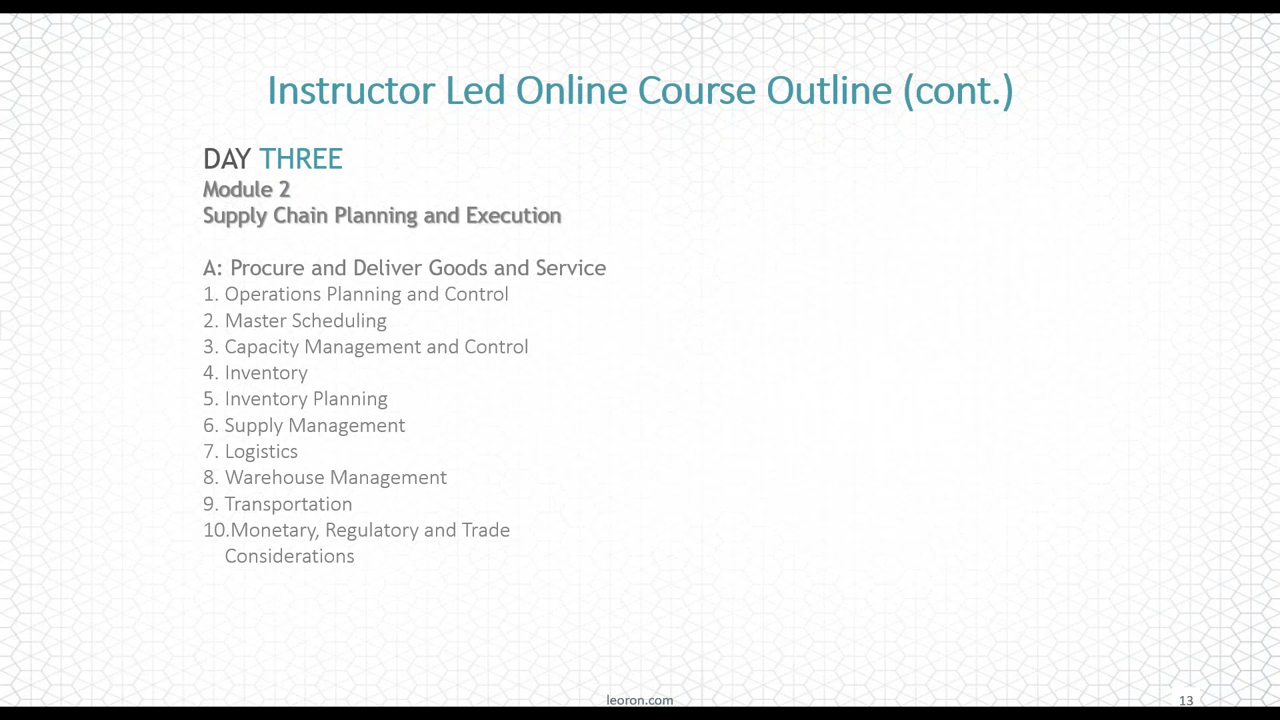 Instructor Led Online Course Outline (cont.)
DAY THREE
Module 2
Supply Chain Planning and Execution
A: Procure and Deliver Goods and Service
1. Operations Planning and Control
2. Master Scheduling
3. Capacity Management and Control
4. Inventory
5. Inventory Planning
6. Supply Management
7. Logistics
8. Warehouse Management
9. Transportation
10.Monetary, Regulatory and Trade
Considerations
leoron.com
13